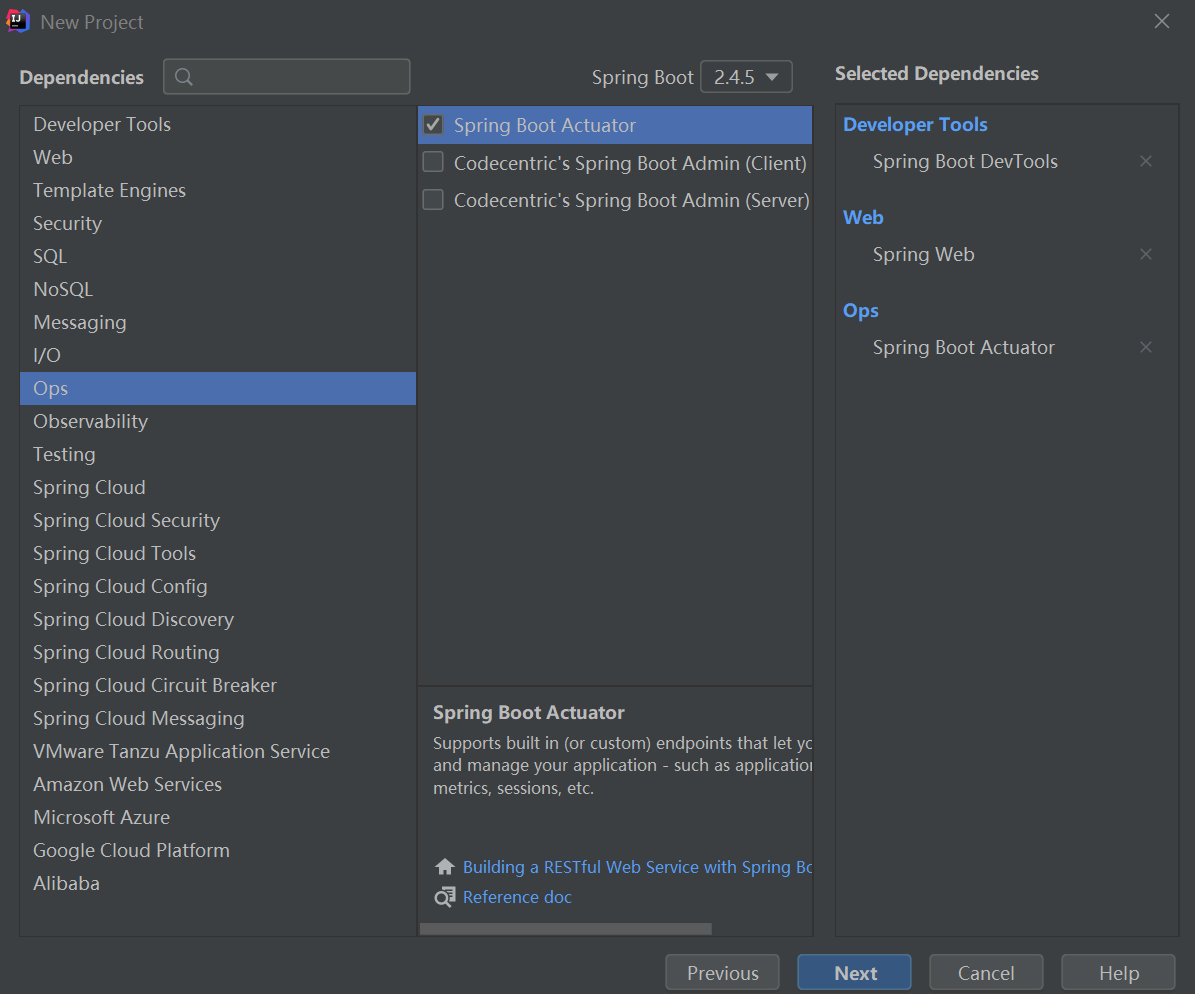 New Project
Dependencies
Spring Boot 2.4.5
Selected Dependencies
Developer Tools
Web
Template Engines
Security
SQL
NoSQL
Messaging
I/O
Ops
Observability
Testing
Spring Cloud
Spring Cloud Security
Spring Cloud Tools
Spring Cloud Config
Spring Cloud Discovery
Spring Cloud Routing
Spring Cloud Circuit Breaker
Spring Cloud Messaging
VMware Tanzu Application Service
Amazon Web Services
Microsoft Azure
Google Cloud Platform
Alibaba
Spring Boot Actuator
Codecentric's Spring Boot Admin (Client)
Codecentric's Spring Boot Admin (Server)
Spring Boot Actuator
Supports built in (or custom) endpoints that let yo
and manage your application - such as application
metrics, sessions, etc.
Building a RESTful Web Service with Spring Bo
Reference doc
Developer Tools
Spring Boot DevTools
Web
Spring Web
Ops
Spring Boot Actuator
Previous
Next
Cancel
Help